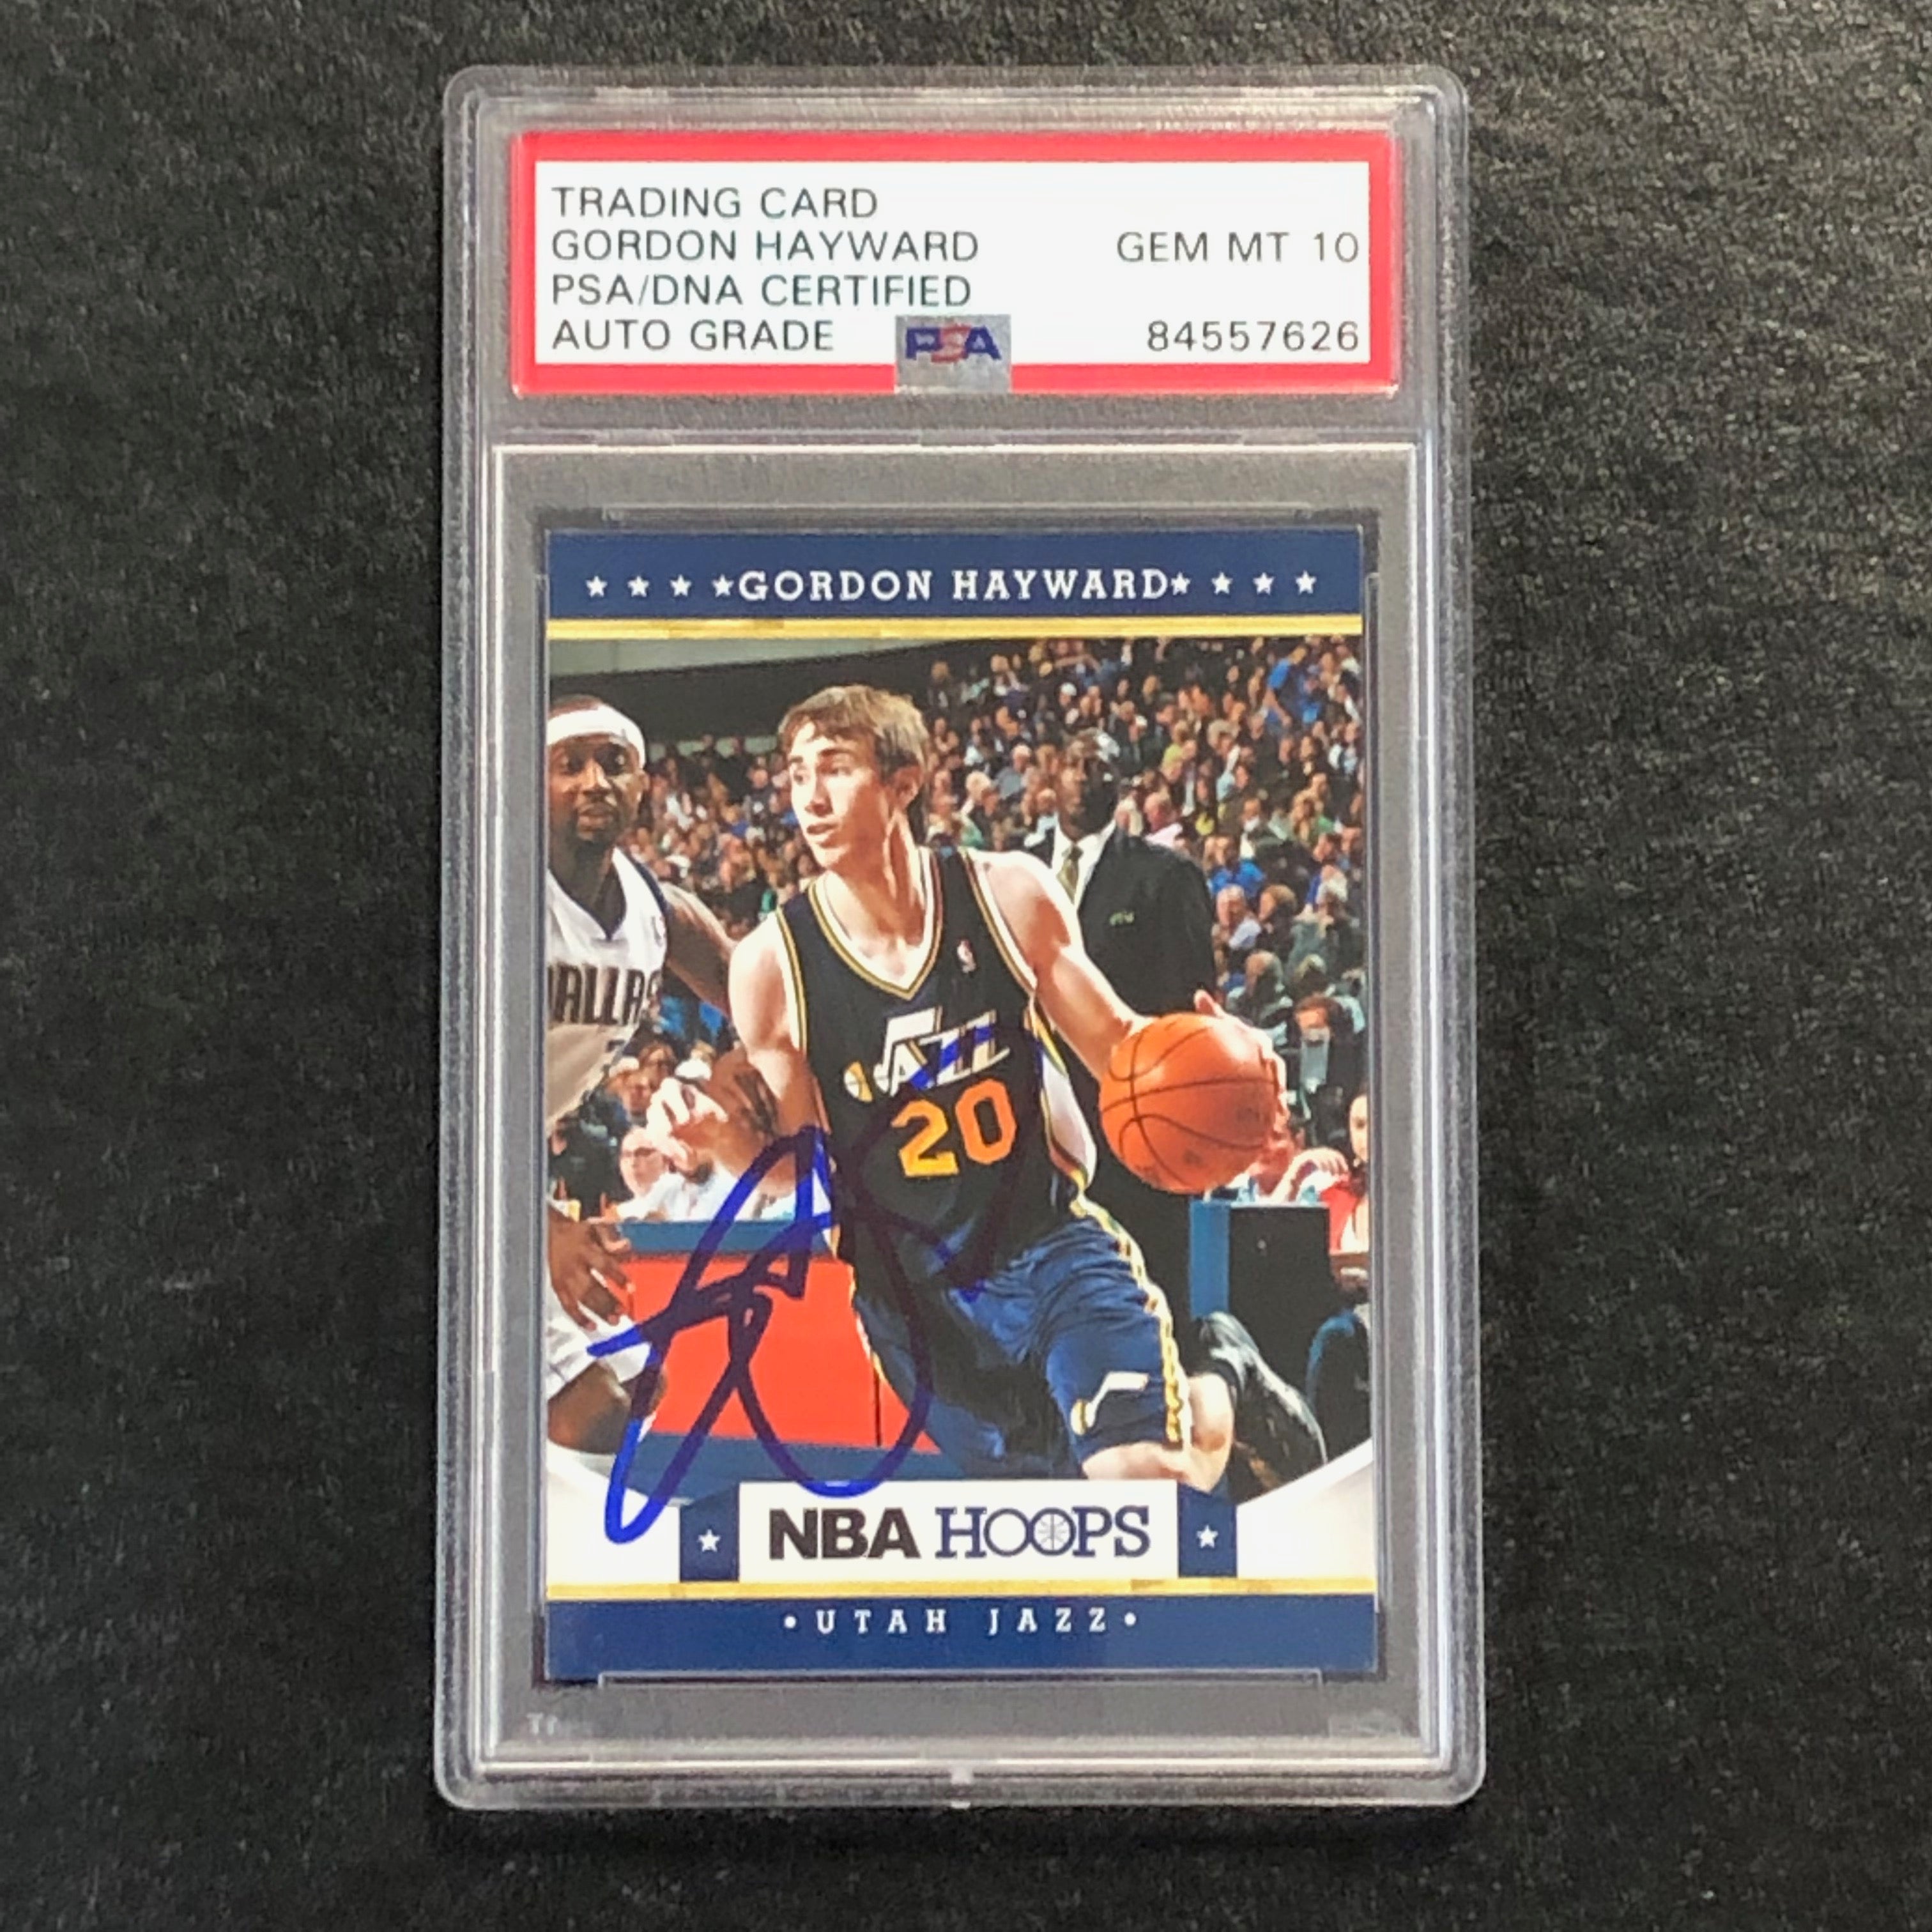 TRADING CARD
GORDON HAYWARD GEM MT 10
PSA/DNA CERTIFIED
AUTO GRADE PSA 84557626
★ ★ ★ ★GORDON HAYWARD★ ★ ★ ★
DALLAS
JAZZ
20
NBA HOOPS
•UTAH JAZZ•